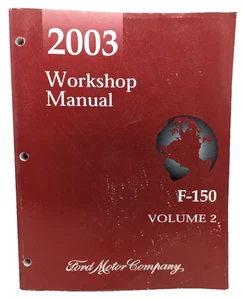 2003
Workshop
Manual
F-150
VOLUME 2
Ford Motor Company